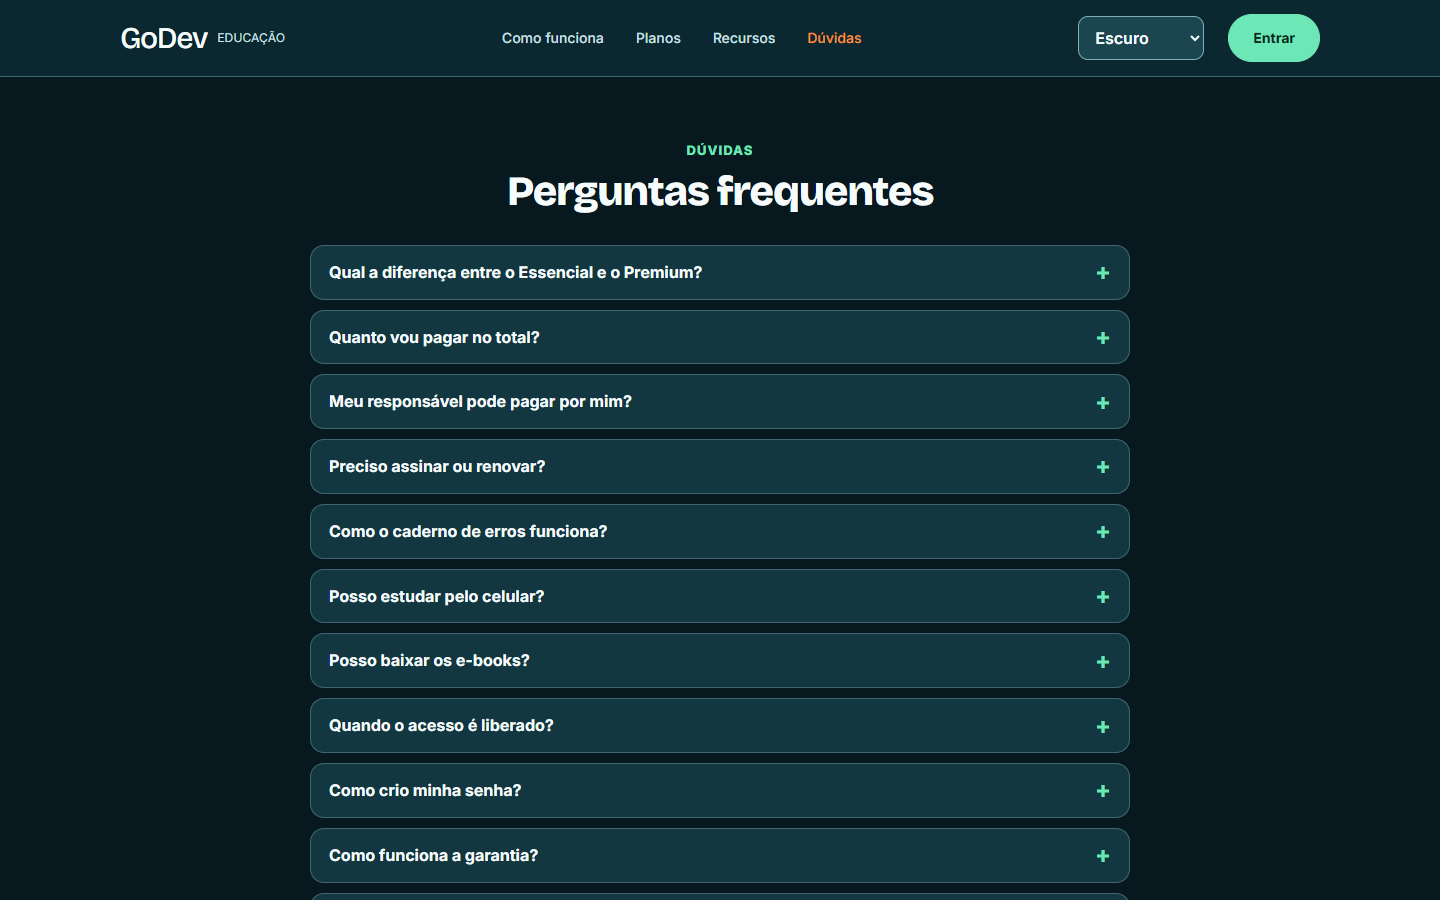 GoDev EDUCAÇÃO
Como funciona
Planos
Recursos
Dúvidas
Escuro
Entrar
DÚVIDAS
Perguntas frequentes
Qual a diferença entre o Essencial e o Premium? +
Quanto vou pagar no total? +
Meu responsável pode pagar por mim? +
Preciso assinar ou renovar? +
Como o caderno de erros funciona? +
Posso estudar pelo celular? +
Posso baixar os e-books? +
Quando o acesso é liberado? +
Como crio minha senha? +
Como funciona a garantia? +